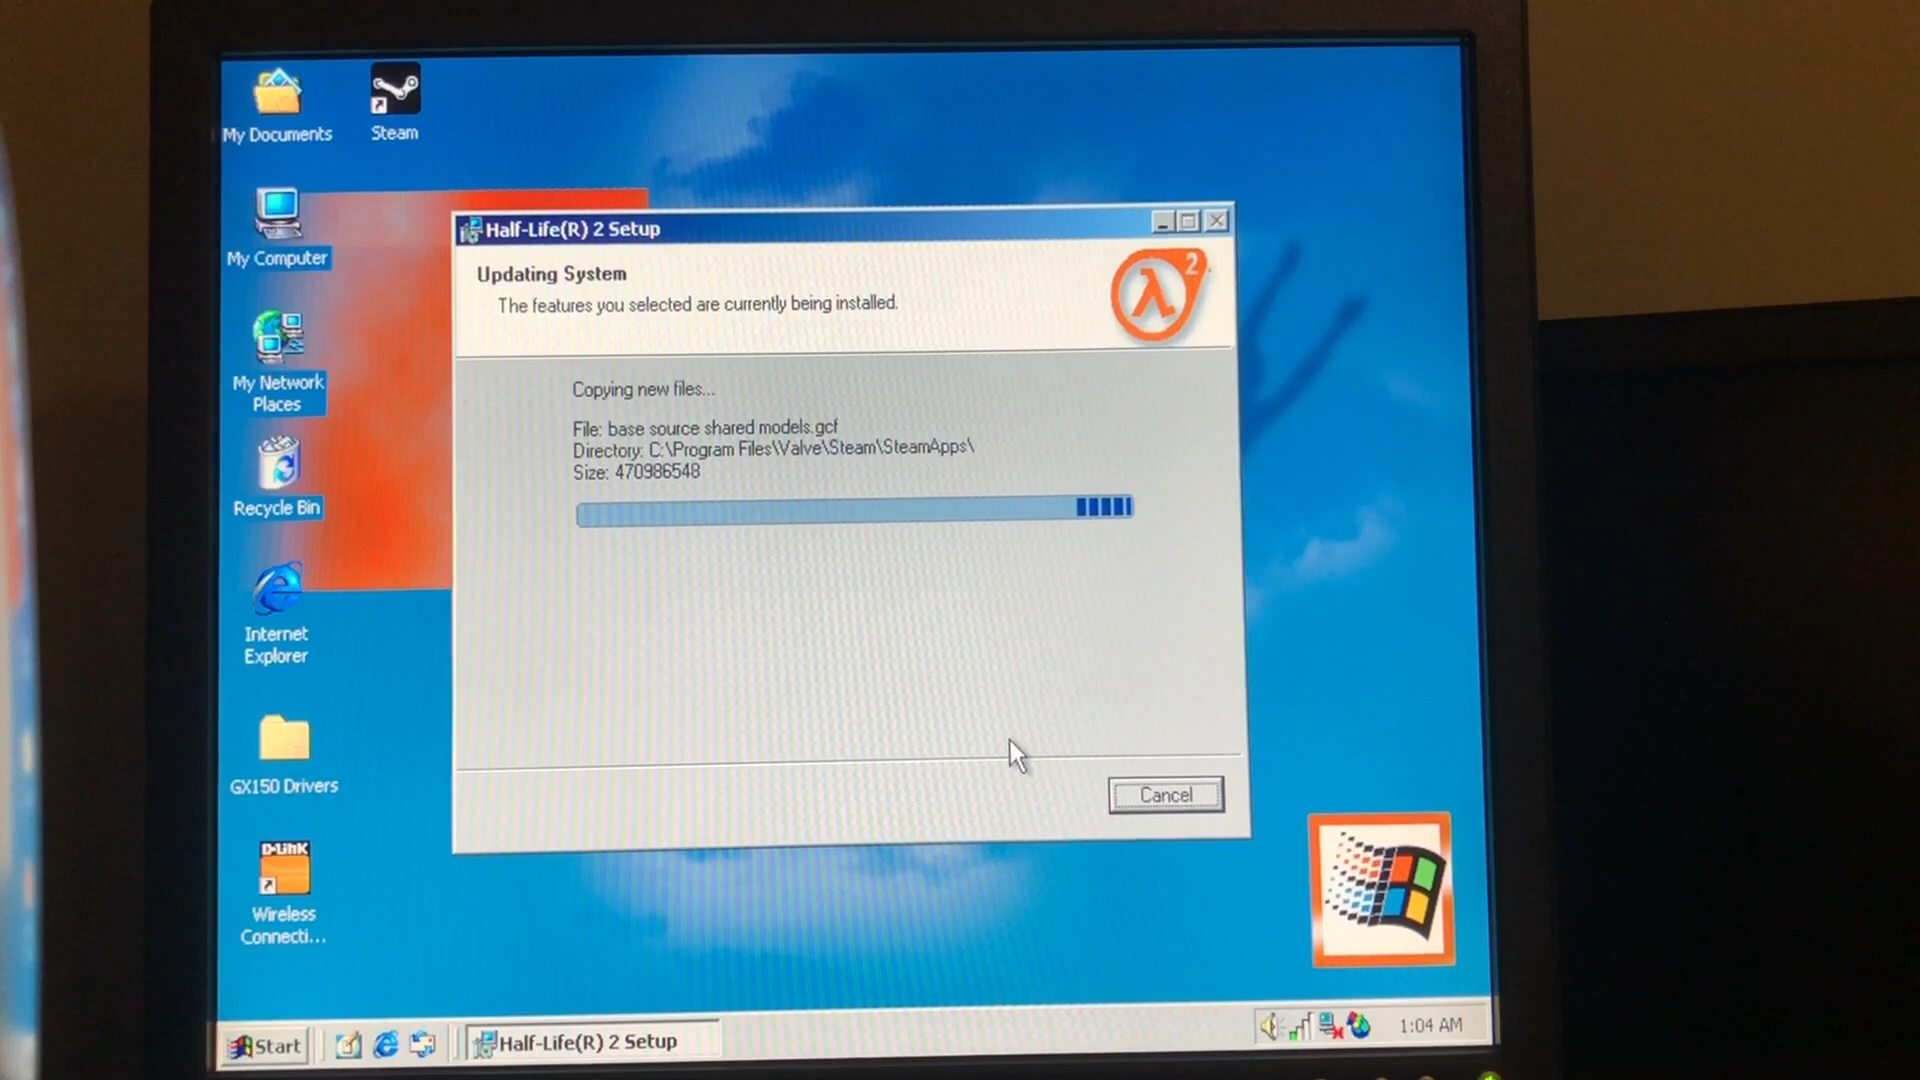 My Documents
Steam
My Computer
My Network
Places
Recycle Bin
Internet
Explorer
GX150 Drivers
D-Link
Wireless
Connecti...
Half-Life(R) 2 Setup
Updating System
The features you selected are currently being installed.
λ2
Copying new files...
File: base source shared models.gcf
Directory: C:\Program Files\Valve\Steam\SteamApps\
Size: 470986548
Cancel
Start
Half-Life(R) 2 Setup
1:04 AM